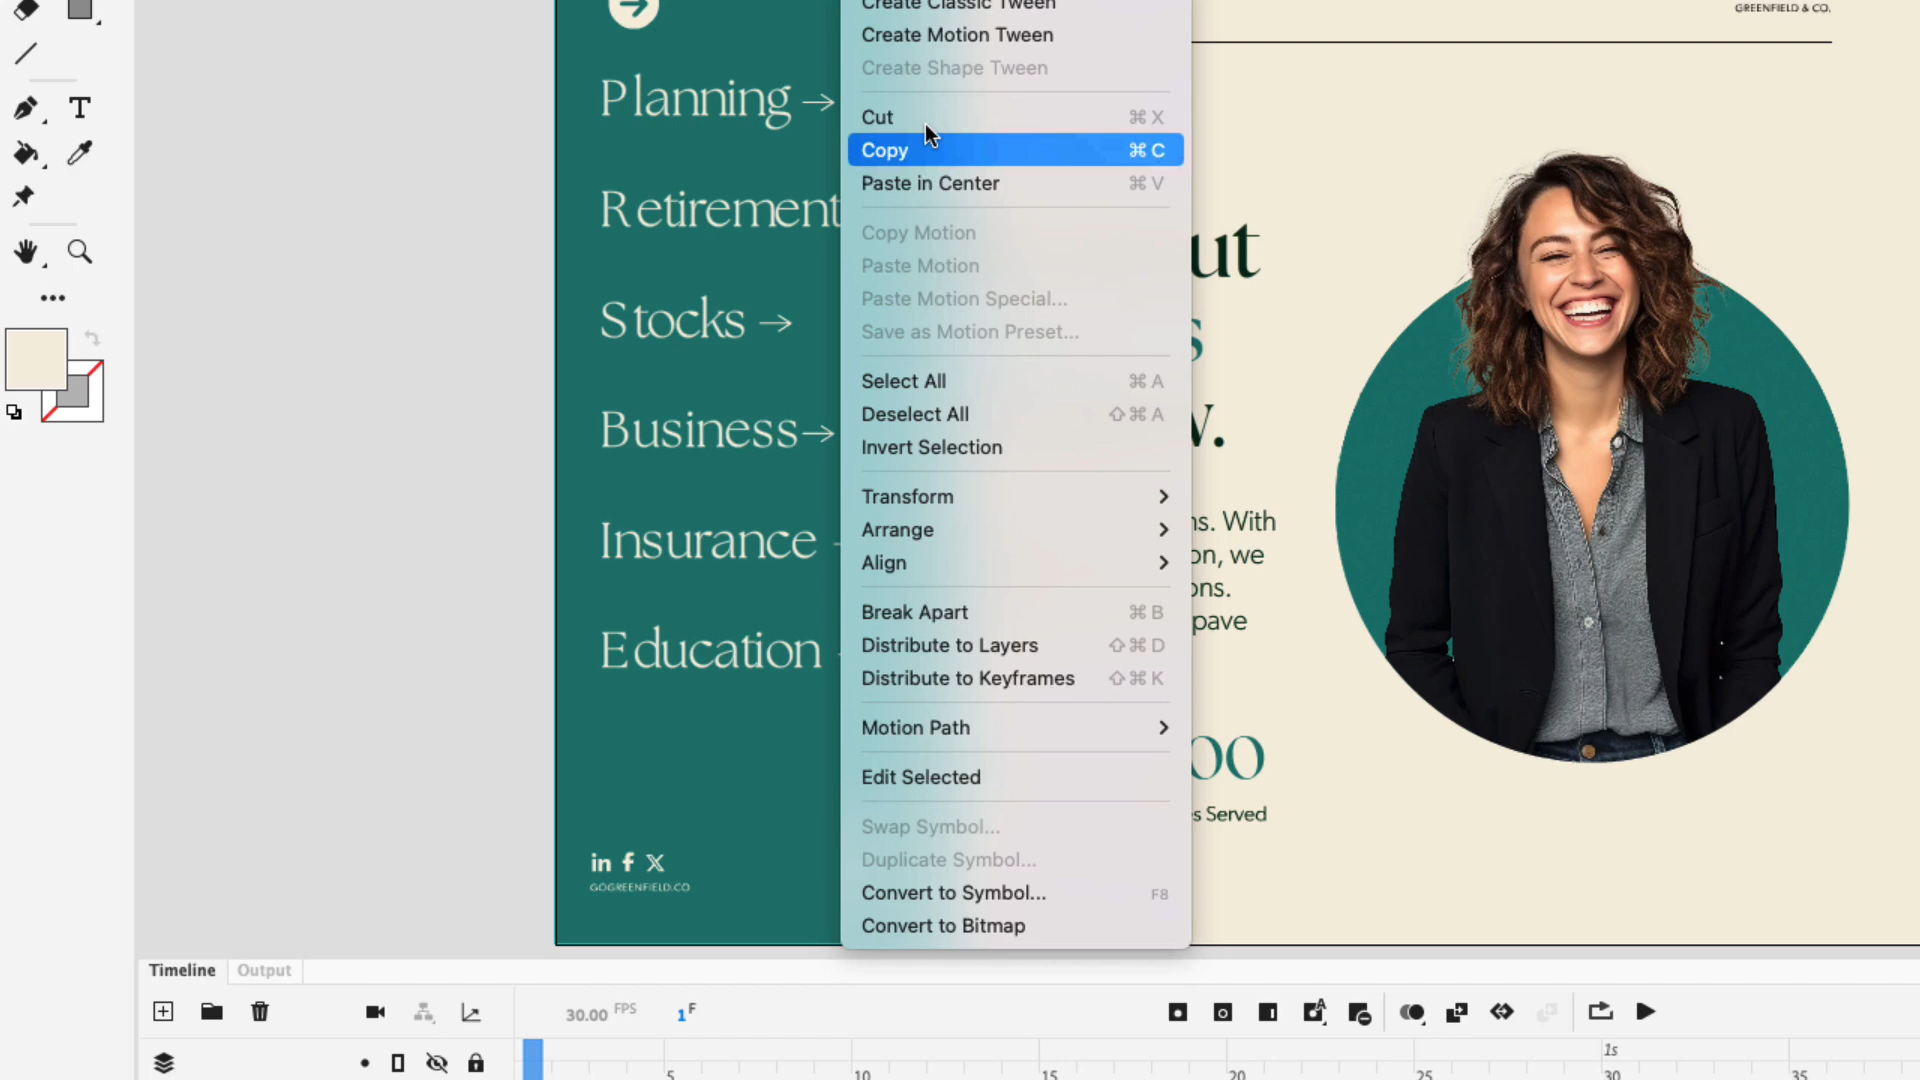 Create Classic Tween
GREENFIELD & CO.
Create Motion Tween
Create Shape Tween
Planning →
T
Cut ⌘ X
Copy ⌘ C
Paste in Center ⌘ V
Retirement
Copy Motion
ut
Paste Motion
Paste Motion Special...
Stocks →
s
Save as Motion Preset...
Select All ⌘ A
Deselect All ⇧ ⌘ A
Business→
w.
Invert Selection
Transform
ns. With
Arrange
Insurance
on, we
Align
ons.
Break Apart ⌘ B
pave
Distribute to Layers ⇧ ⌘ D
Education
Distribute to Keyframes ⇧ ⌘ K
Motion Path
00
Edit Selected
s Served
Swap Symbol...
in f X
Duplicate Symbol...
GOGREENFIELD.CO
Convert to Symbol... F8
Convert to Bitmap
Timeline Output
30.00 FPS 1 F
A
1s
5 10 15 20 25 30 35